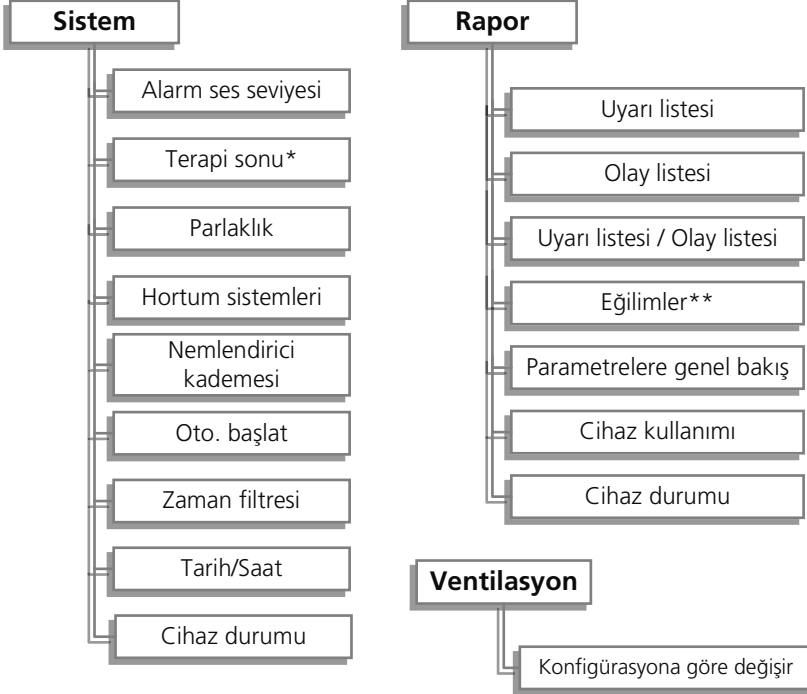 Sistem
Alarm ses seviyesi
Terapi sonu*
Parlaklık
Hortum sistemleri
Nemlendirici
kademesi
Oto. başlat
Zaman filtresi
Tarih/Saat
Cihaz durumu
Rapor
Uyarı listesi
Olay listesi
Uyarı listesi / Olay listesi
Eğilimler**
Parametrelere genel bakış
Cihaz kullanımı
Cihaz durumu
Ventilasyon
Konfigürasyona göre değişir